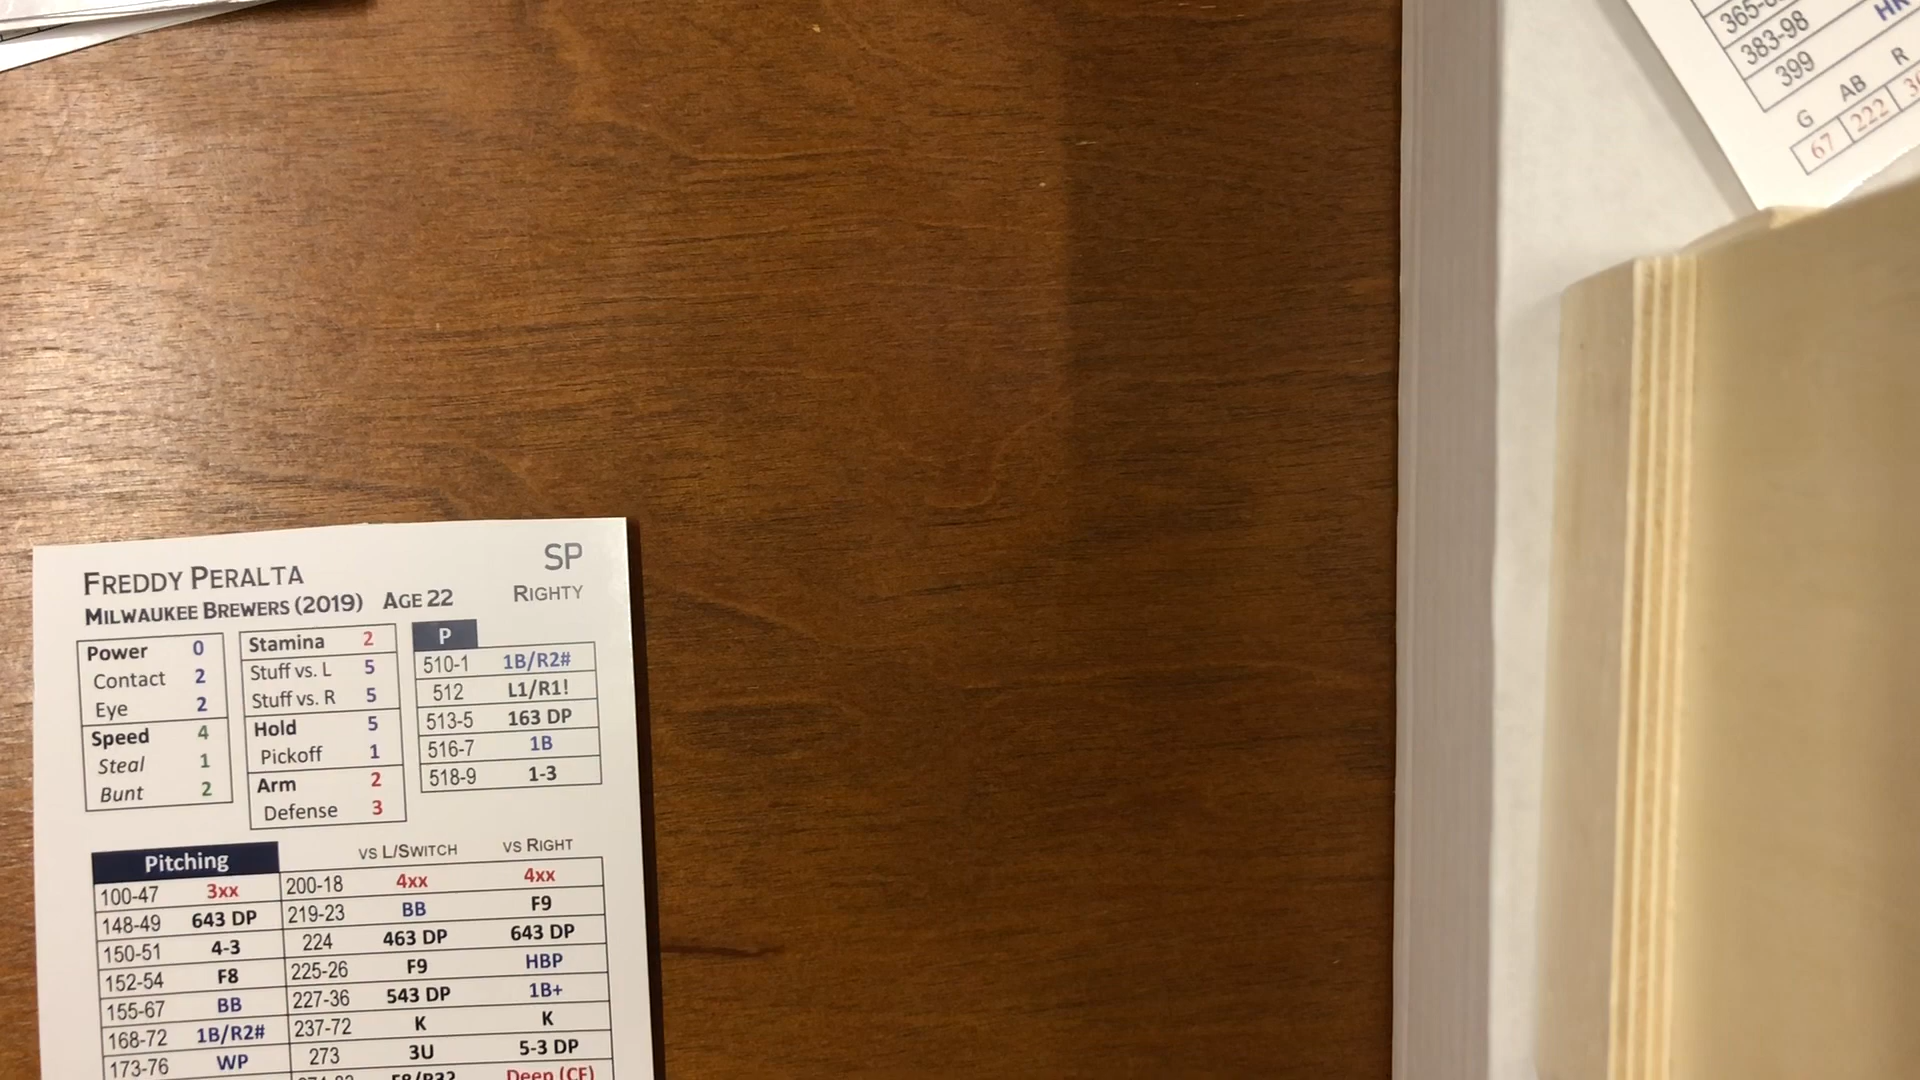 FREDDY PERALTA
SP
MILWAUKEE BREWERS (2019) AGE 22
RIGHTY
Power 0
Contact 2
Eye 2
Speed 4
Steal 1
Bunt 2
Stamina 2
Stuff vs. L 5
Stuff vs. R 5
Hold 5
Pickoff 1
Arm 2
Defense 3
P
510-1 1B/R2#
512 L1/R1!
513-5 163 DP
516-7 1B
518-9 1-3
Pitching
VS L/SWITCH VS RIGHT
100-47 3xx 200-18 4xx 4xx
148-49 643 DP 219-23 BB F9
150-51 4-3 224 463 DP 643 DP
152-54 F8 225-26 F9 HBP
155-67 BB 227-36 543 DP 1B+
168-72 1B/R2# 237-72 K K
173-76 WP 273 3U 5-3 DP
Deep (CF)
383-98 HR
399
G AB R
67 222